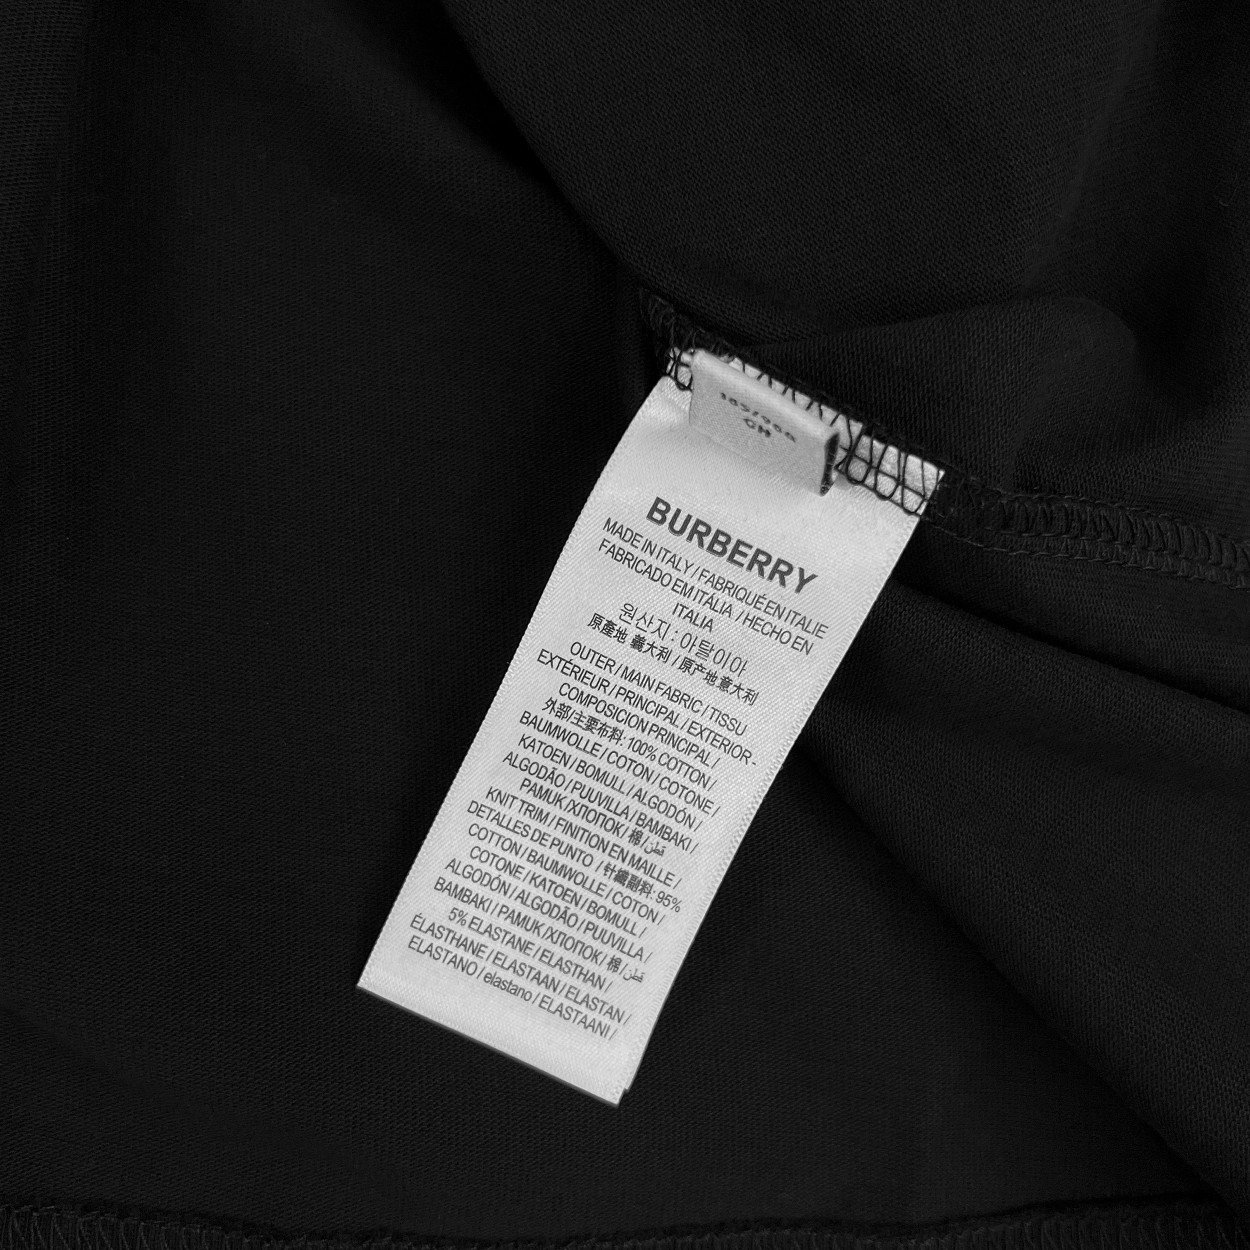 CH
BURBERRY
MADE IN ITALY / FABRIQUÉ EN ITALIE
FABRICADO EM ITÁLIA / HECHO EN
ITALIA
원산지 : 이탈리아
原產地 義大利 / 原产地 意大利
OUTER / MAIN FABRIC / TISSU
EXTÉRIEUR / PRINCIPAL / EXTERIOR -
COMPOSICION PRINCIPAL /
外部/主要布料: 100% COTTON /
BAUMWOLLE / COTON / COTONE /
KATOEN / BOMULL / ALGODÓN /
ALGODÃO / PUUVILLA / BAMBAKI /
PAMUK / ХЛОПОК / 棉 / قطن
KNIT TRIM / FINITION EN MAILLE /
DETALLES DE PUNTO / 针織副料: 95%
COTTON / BAUMWOLLE / COTON /
COTONE / KATOEN / BOMULL /
ALGODÓN / ALGODÃO / PUUVILLA /
BAMBAKI / PAMUK / ХЛОПОК / 棉 / قطن
5% ELASTANE / ELASTHAN /
ÉLASTHANE / ELASTAAN / ELASTAN /
ELASTANO / elastano / ELASTAANI /